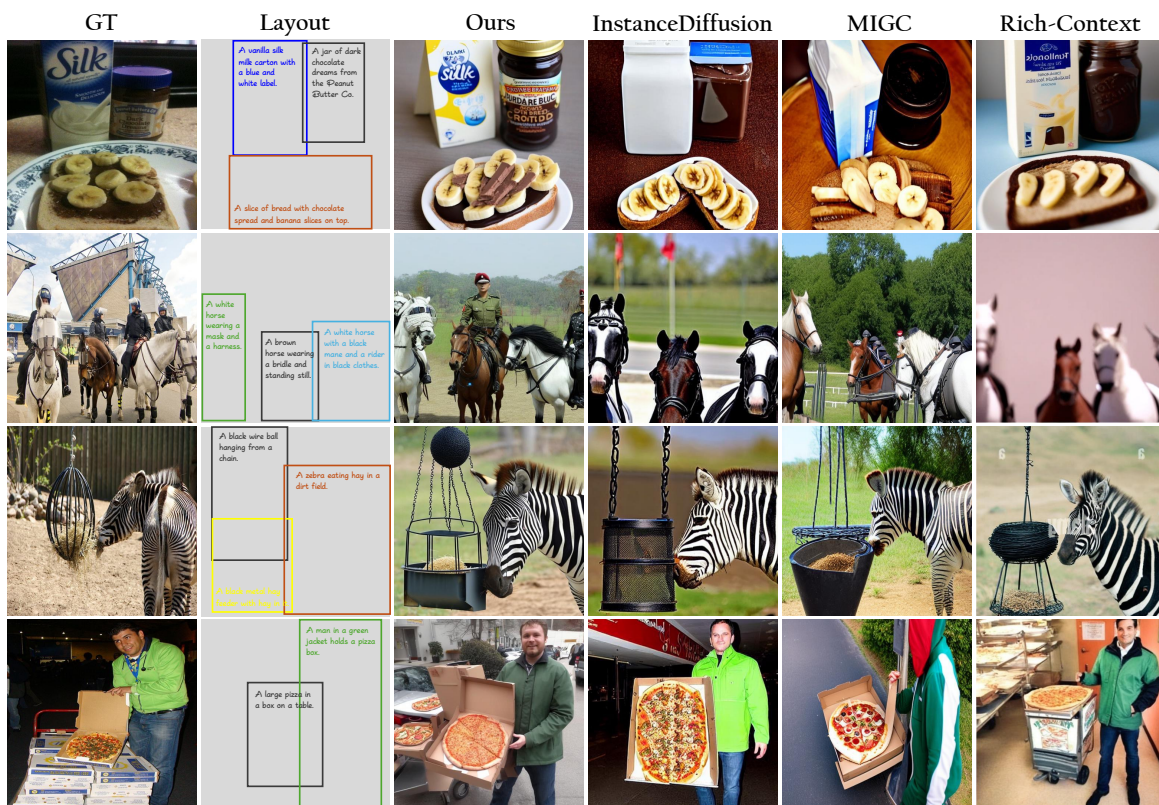 GT Layout Ours InstanceDiffusion MIGC Rich-Context
Silk
A vanilla silk
milk carton with
a blue and
white label.
A jar of dark
chocolate
dreams from
the Peanut
Butter Co.
A slice of bread with chocolate
spread and banana slices on top.
Silk
A white
horse
wearing a
mask and
a harness.
A brown
horse wearing
a bridle and
standing still.
A white horse
with a black
mane and a rider
in black clothes.
A black wire ball
hanging from a
chain.
A zebra eating hay in a
dirt field.
6 6
A man in a green
jacket holds a pizza
box.
A large pizza in
a box on a table.